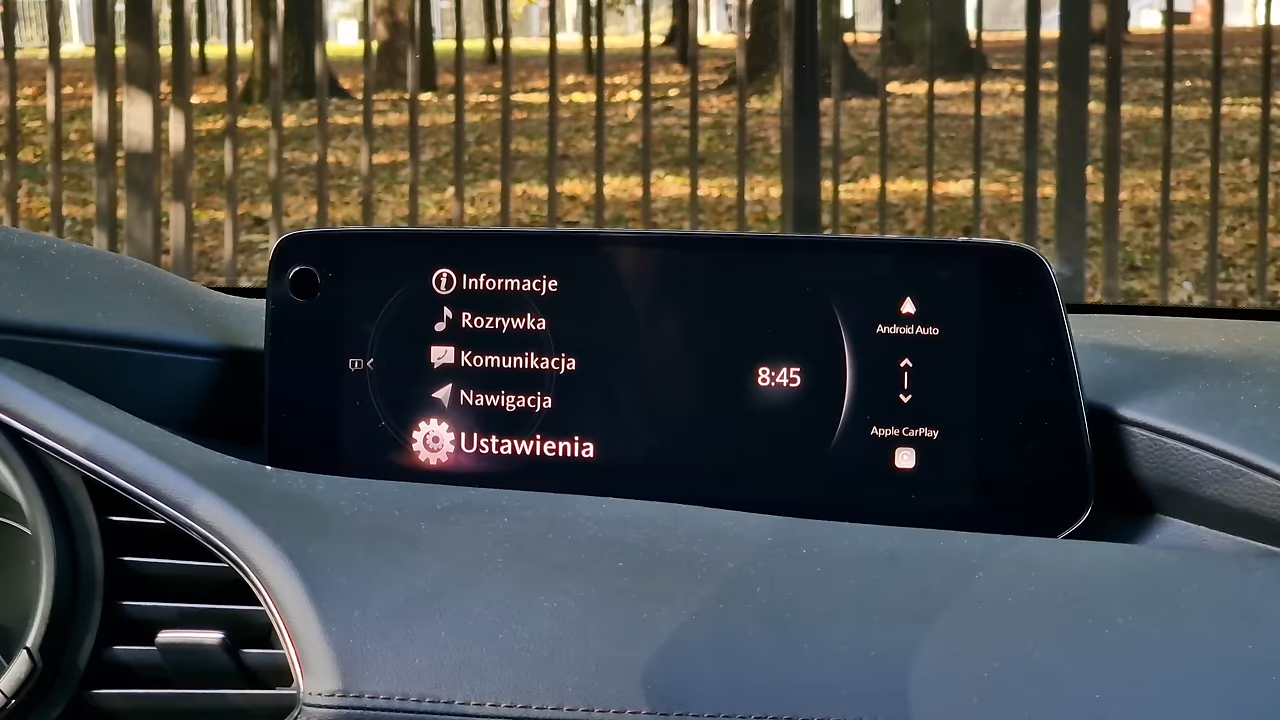 Informacje
Rozrywka
Komunikacja
Nawigacja
Ustawienia
8:45
Android Auto
Apple CarPlay